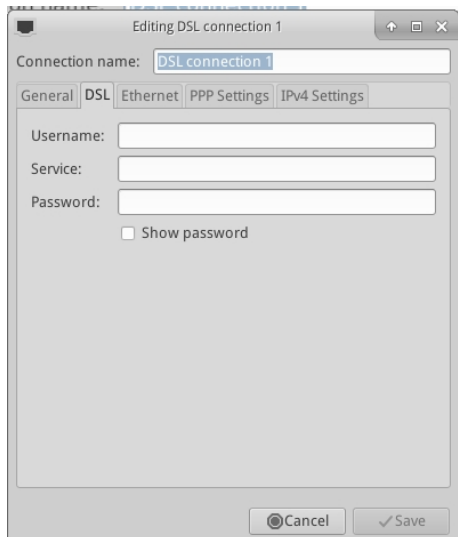 Editing DSL connection 1
Connection name: DSL connection 1
General DSL Ethernet PPP Settings IPv4 Settings
Username:
Service:
Password:
Show password
Cancel Save